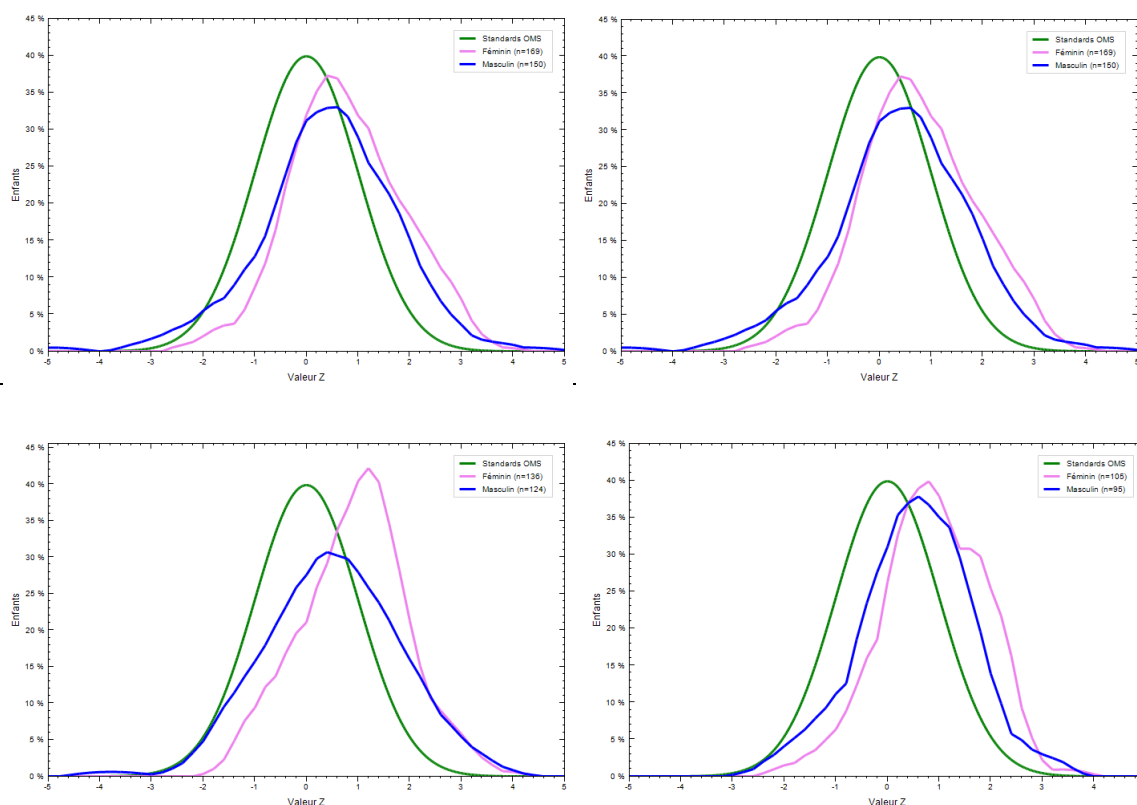 45 %
40 %
35 %
30 %
25 %
20 %
15 %
10 %
5 %
0 %
Enfants
Standards OMS
Féminin (n=169)
Masculin (n=150)
-5 -4 -3 -2 -1 0 1 2 3 4 5
Valeur Z
45 %
40 %
35 %
30 %
25 %
20 %
15 %
10 %
5 %
0 %
Enfants
Standards OMS
Féminin (n=169)
Masculin (n=150)
-5 -4 -3 -2 -1 0 1 2 3 4 5
Valeur Z
45 %
40 %
35 %
30 %
25 %
20 %
15 %
10 %
5 %
0 %
Enfants
Standards OMS
Féminin (n=136)
Masculin (n=124)
-5 -4 -3 -2 -1 0 1 2 3 4 5
Valeur Z
45 %
40 %
35 %
30 %
25 %
20 %
15 %
10 %
5 %
0 %
Enfants
Standards OMS
Féminin (n=105)
Masculin (n=95)
-5 -4 -3 -2 -1 0 1 2 3 4
Valeur Z